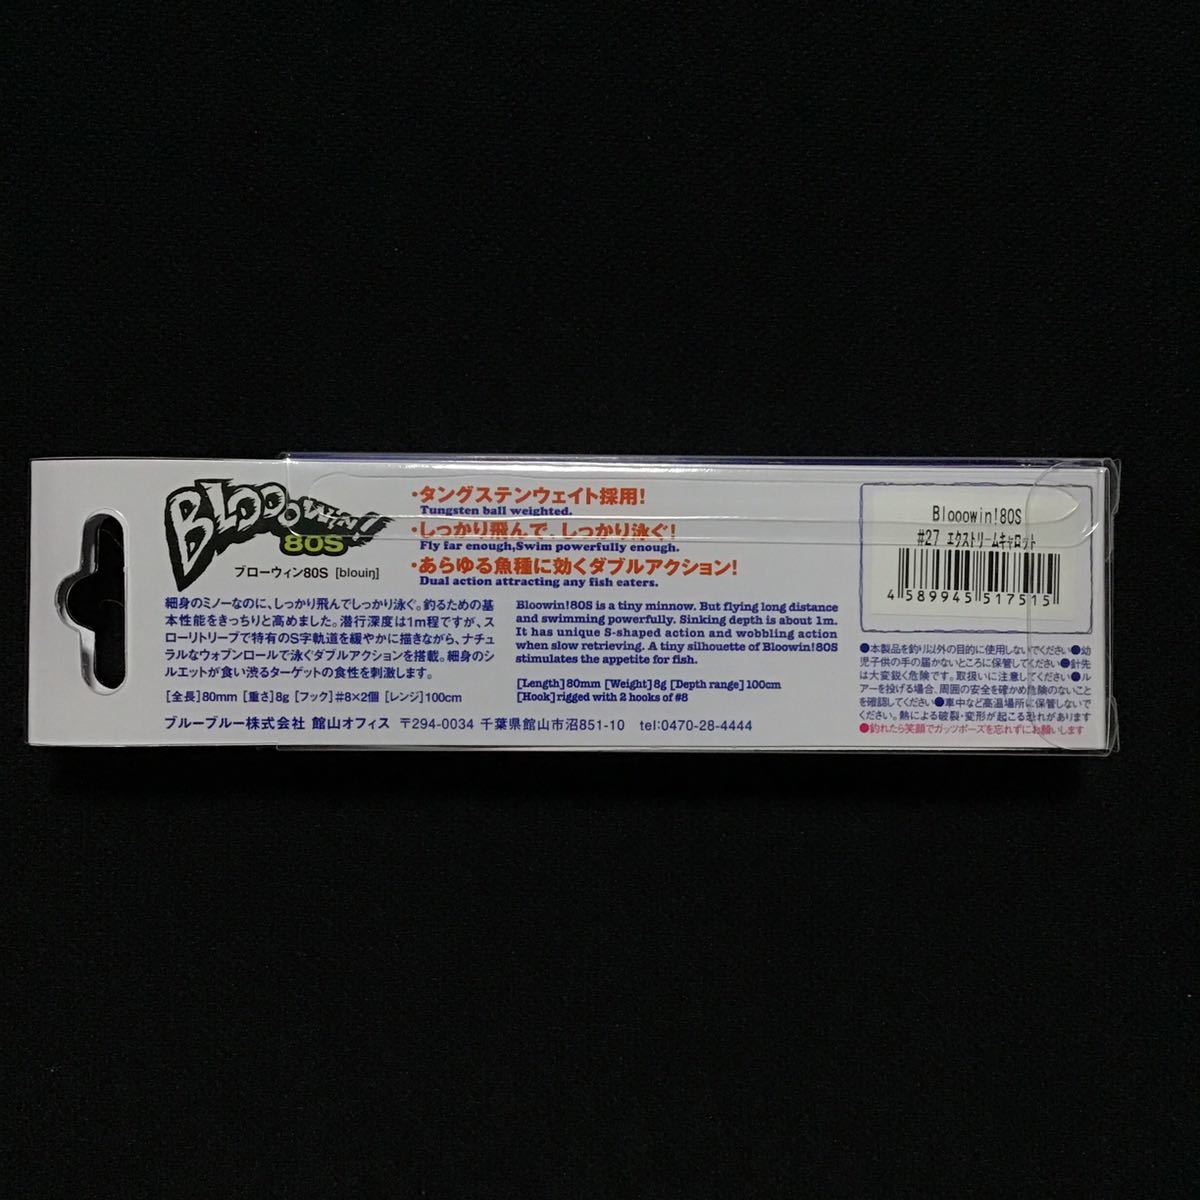 BLOOOWIN!
80S
ブローウィン80S [blouiŋ]
・タングステンウェイト採用!
Tungsten ball weighted.
・しっかり飛んで、しっかり泳ぐ!
Fly far enough,Swim powerfully enough.
・あらゆる魚種に効くダブルアクション!
Dual action attracting any fish eaters.
細身のミノーなのに、しっかり飛んでしっかり泳ぐ。釣るための基
本性能をきっちりと高めました。潜行深度は1m程ですが、ス
ローリトリーブで特有のS字軌道を緩やかに描きながら、ナチュ
ラルなウォブンロールで泳ぐダブルアクションを搭載。細身のシ
ルエットが食い渋るターゲットの食性を刺激します。
[全長]80mm [重さ]8g [フック]#8×2個 [レンジ]100cm
Bloowin!80S is a tiny minnow. But flying long distance
and swimming powerfully. Sinking depth is about 1m.
It has unique S-shaped action and wobbling action
when slow retrieving. A tiny silhouette of Bloowin!80S
stimulates the appetite for fish.
[Length]80mm [Weight]8g [Depth range]100cm
[Hook]rigged with 2 hooks of #8
ブルーブルー株式会社 館山オフィス 〒294-0034 千葉県館山市沼851-10 tel:0470-28-4444
Blooowin!80S
#27 エクストリームキャロット
4 589945 517515
●本製品を釣り以外の目的に使用しないでください●幼
児子供の手の届かないところに保管してください●針先
は大変鋭く危険です。取扱いに注意してください●ル
アーを投げる場合、周囲の安全を確かめ危険のないこと
を確認してください●車中など高温場所に保管しないで
ください。熱による破裂・変形が起こる恐れがあります
●釣れたら笑顔でガッツポーズを忘れずにお願いします